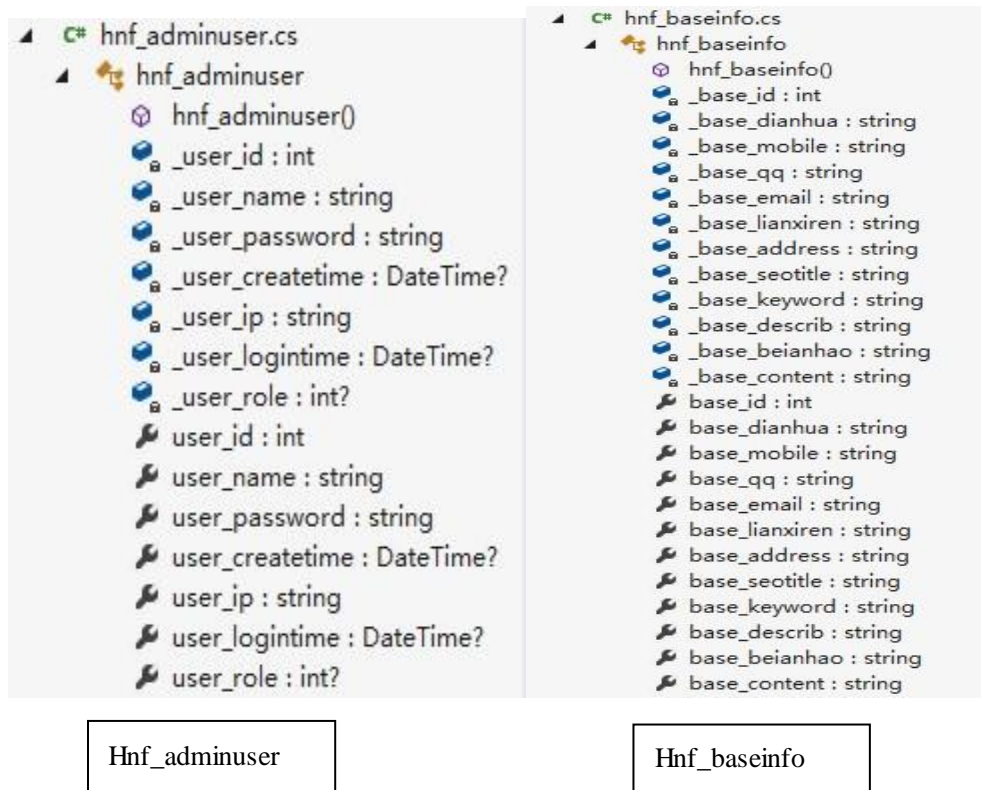 C# hnf_adminuser.cs
hnf_adminuser
hnf_adminuser()
_user_id : int
_user_name : string
_user_password : string
_user_createtime : DateTime?
_user_ip : string
_user_logintime : DateTime?
_user_role : int?
user_id : int
user_name : string
user_password : string
user_createtime : DateTime?
user_ip : string
user_logintime : DateTime?
user_role : int?
Hnf_adminuser
C# hnf_baseinfo.cs
hnf_baseinfo
hnf_baseinfo()
_base_id : int
_base_dianhua : string
_base_mobile : string
_base_qq : string
_base_email : string
_base_lianxiren : string
_base_address : string
_base_seotitle : string
_base_keyword : string
_base_describ : string
_base_beianhao : string
_base_content : string
base_id : int
base_dianhua : string
base_mobile : string
base_qq : string
base_email : string
base_lianxiren : string
base_address : string
base_seotitle : string
base_keyword : string
base_describ : string
base_beianhao : string
base_content : string
Hnf_baseinfo